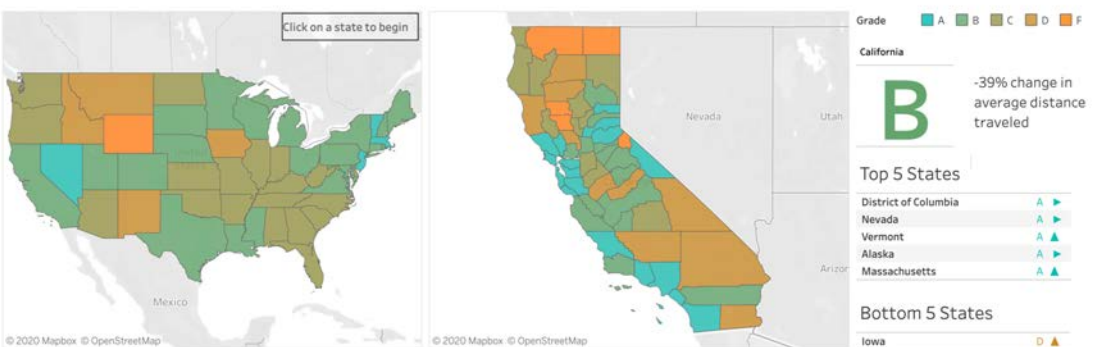 Click on a state to begin
Mexico
© 2020 Mapbox © OpenStreetMap
Nevada
Utah
Arizor
© 2020 Mapbox © OpenStreetMap
Grade A B C D F
California
B
-39% change in
average distance
traveled
Top 5 States
District of Columbia A
Nevada A
Vermont A
Alaska A
Massachusetts A
Bottom 5 States
Iowa D